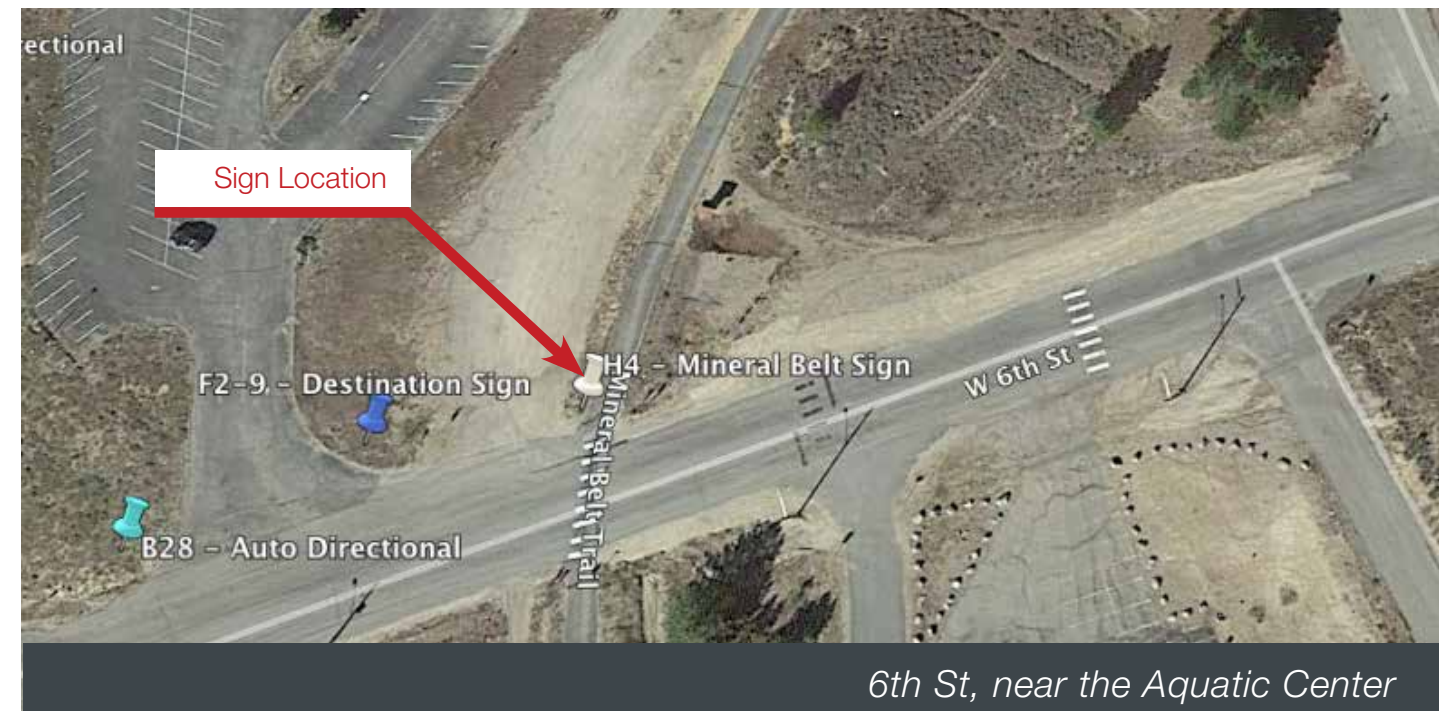 ectional
Sign Location
H4 - Mineral Belt Sign
F2-9. - Destination Sign
W 6th St
Mineral Belt Trail
B28 - Auto Directional
6th St, near the Aquatic Center